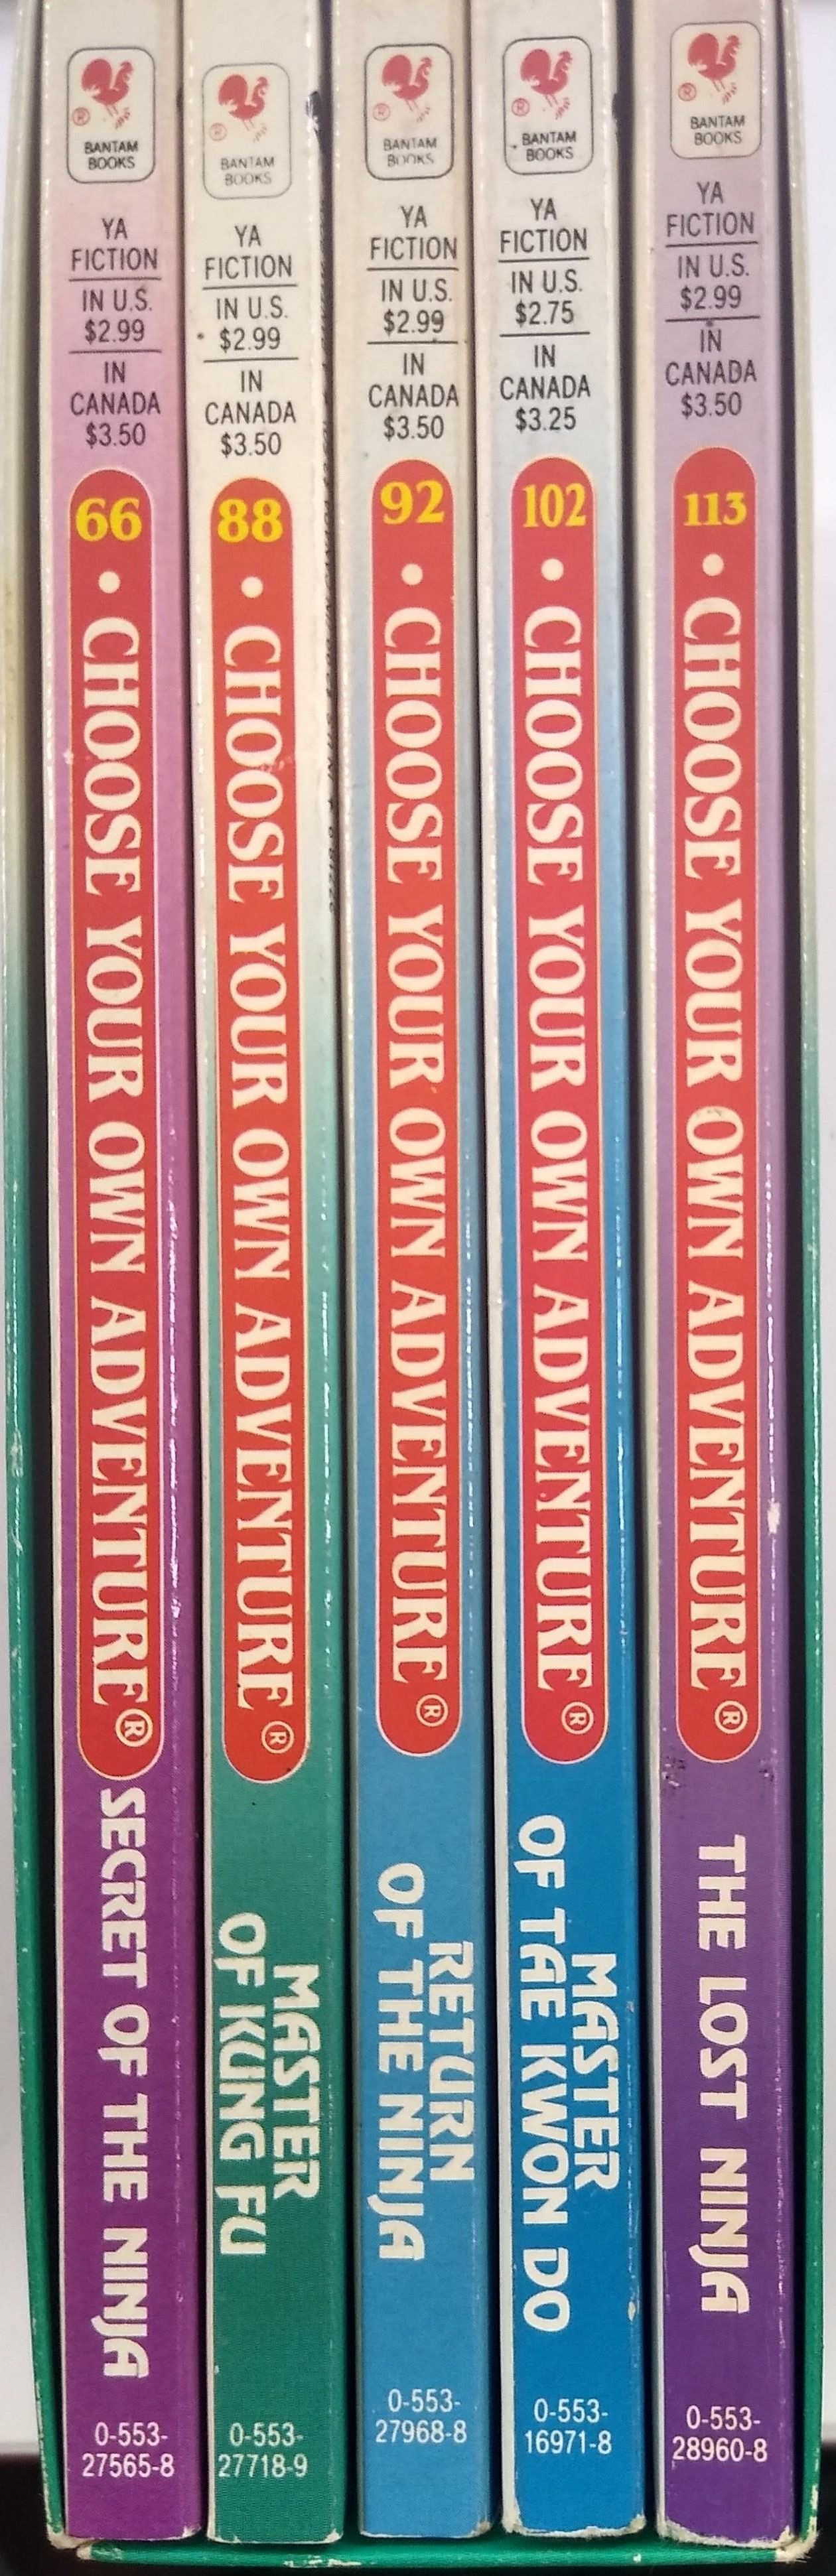 ®
BANTAM
BOOKS
YA
FICTION
IN U.S.
$2.99
IN
CANADA
$3.50
66 • CHOOSE YOUR OWN ADVENTURE®
SECRET OF THE NINJA
0-553-
27565-8
®
BANTAM
BOOKS
YA
FICTION
IN U.S.
$2.99
IN
CANADA
$3.50
88 • CHOOSE YOUR OWN ADVENTURE®
MASTER
OF KUNG FU
0-553-
27718-9
®
BANTAM
BOOKS
YA
FICTION
IN U.S.
$2.99
IN
CANADA
$3.50
92 • CHOOSE YOUR OWN ADVENTURE®
RETURN
OF THE NINJA
0-553-
27968-8
®
BANTAM
BOOKS
YA
FICTION
IN U.S.
$2.75
IN
CANADA
$3.25
102 • CHOOSE YOUR OWN ADVENTURE®
MASTER
OF TAE KWON DO
0-553-
16971-8
®
BANTAM
BOOKS
YA
FICTION
IN U.S.
$2.99
IN
CANADA
$3.50
113 • CHOOSE YOUR OWN ADVENTURE®
THE LOST NINJA
0-553-
28960-8